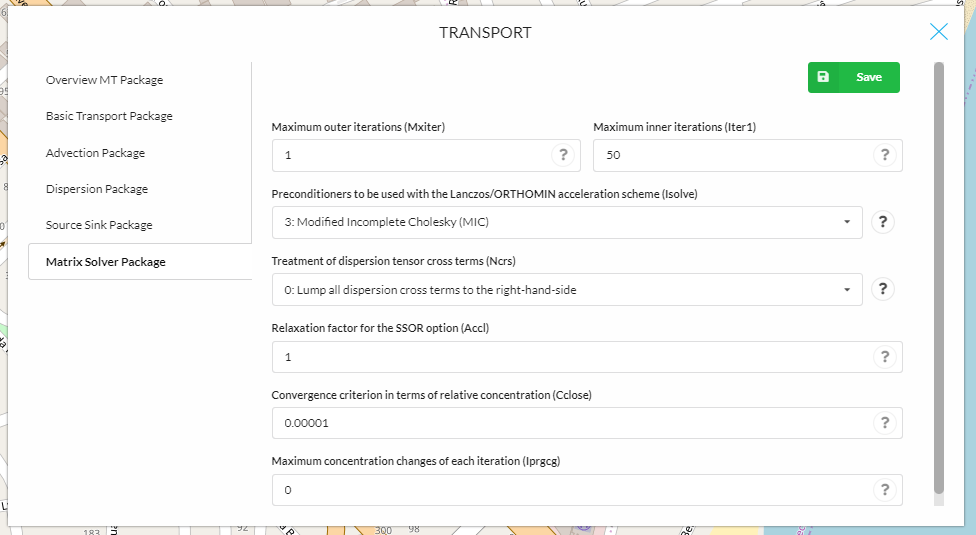 TRANSPORT
Overview MT Package
Basic Transport Package
Advection Package
Dispersion Package
Source Sink Package
Matrix Solver Package
Save
Maximum outer iterations (Mxiter)
1
?
Maximum inner iterations (Iter1)
50
?
Preconditioners to be used with the Lanczos/ORTHOMIN acceleration scheme (Isolve)
3: Modified Incomplete Cholesky (MIC)
?
Treatment of dispersion tensor cross terms (Ncrs)
0: Lump all dispersion cross terms to the right-hand-side
?
Relaxation factor for the SSOR option (Accl)
1
?
Convergence criterion in terms of relative concentration (Cclose)
0.00001
?
Maximum concentration changes of each iteration (Iprgcg)
0
?
183
92
300
98